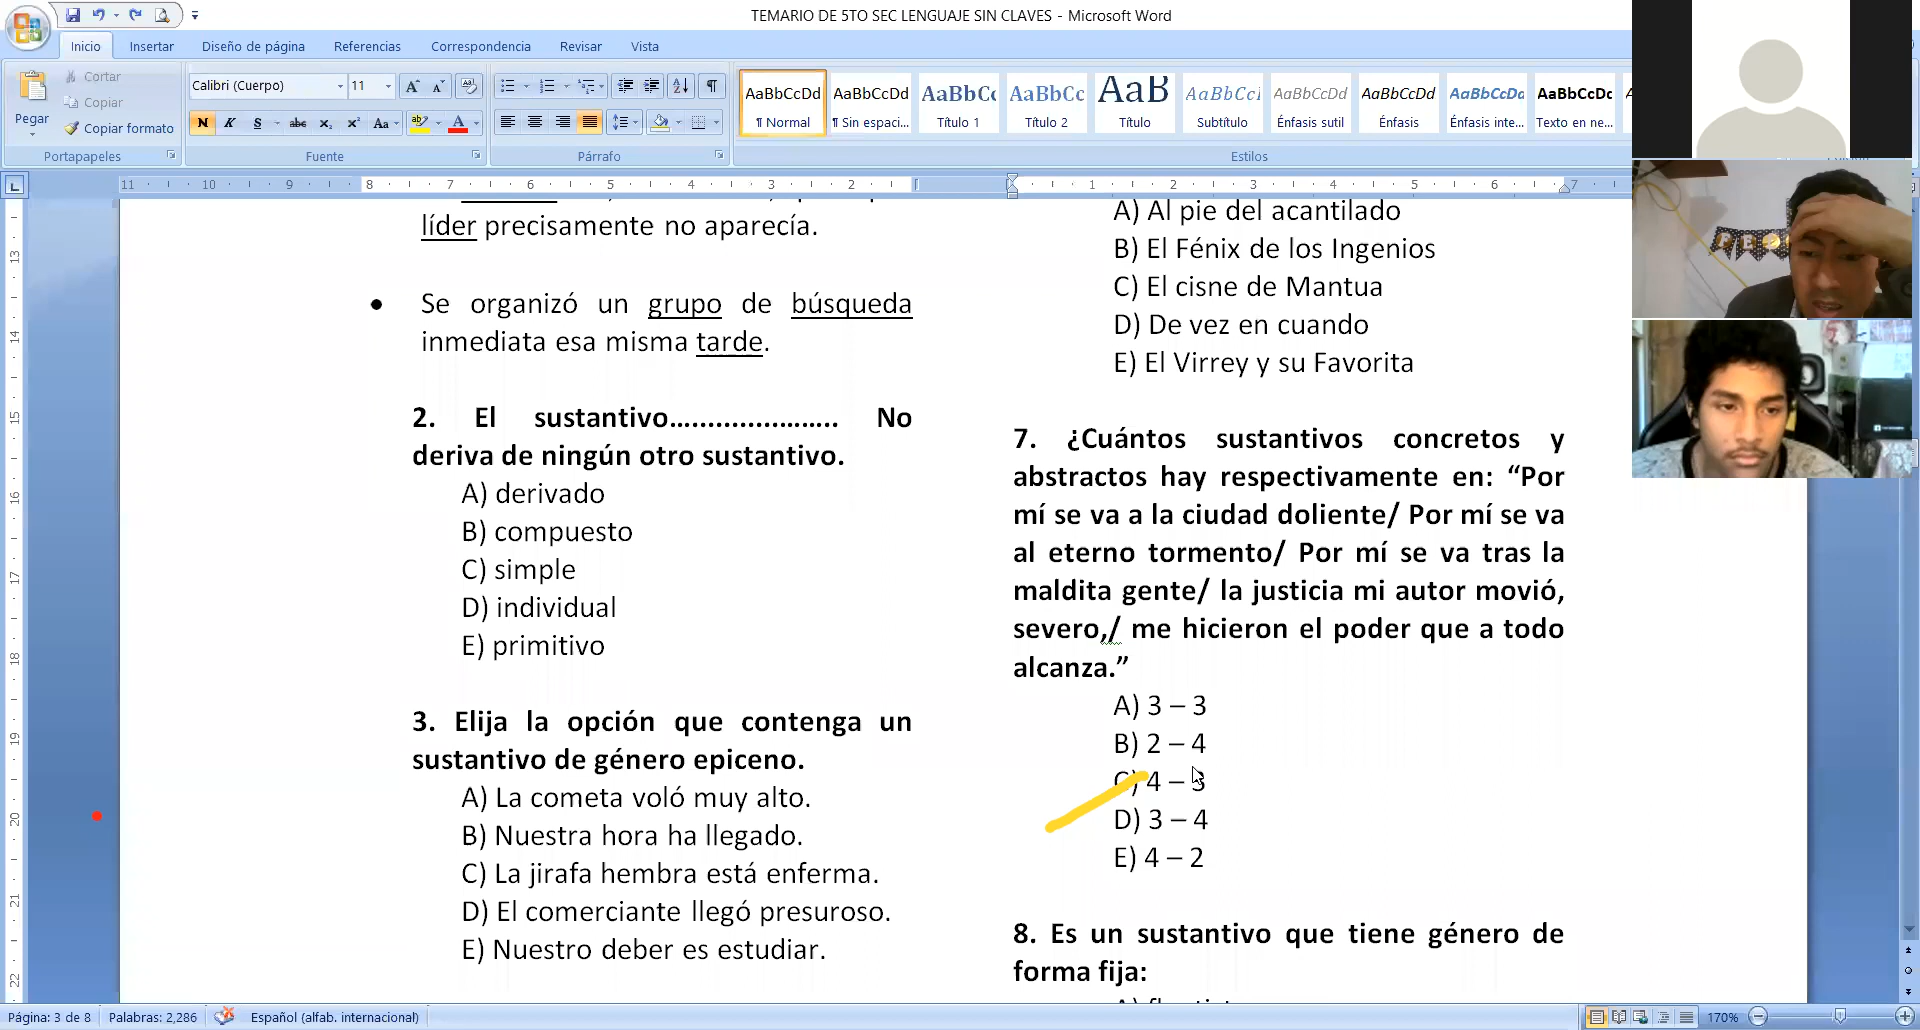 TEMARIO DE 5TO SEC LENGUAJE SIN CLAVES - Microsoft Word
Inicio Insertar Diseño de página Referencias Correspondencia Revisar Vista
Pegar
Cortar
Copiar
Copiar formato
Portapapeles
Calibri (Cuerpo) 11
Fuente
Párrafo
AaBbCcDd AaBbCcDd AaBbCc AaBbCc AaB AaBbCcI AaBbCcDd AaBbCcDd AaBbCcDd AaBbCcDc
¶ Normal ¶ Sin espaci... Título 1 Título 2 Título Subtítulo Énfasis sutil Énfasis Énfasis inte... Texto en ne...
Estilos
líder precisamente no aparecía.
• Se organizó un grupo de búsqueda
inmediata esa misma tarde.
2. El sustantivo....................... No
deriva de ningún otro sustantivo.
A) derivado
B) compuesto
C) simple
D) individual
E) primitivo
3. Elija la opción que contenga un
sustantivo de género epiceno.
A) La cometa voló muy alto.
B) Nuestra hora ha llegado.
C) La jirafa hembra está enferma.
D) El comerciante llegó presuroso.
E) Nuestro deber es estudiar.
A) Al pie del acantilado
B) El Fénix de los Ingenios
C) El cisne de Mantua
D) De vez en cuando
E) El Virrey y su Favorita
7. ¿Cuántos sustantivos concretos y
abstractos hay respectivamente en: “Por
mí se va a la ciudad doliente/ Por mí se va
al eterno tormento/ Por mí se va tras la
maldita gente/ la justicia mi autor movió,
severo,/ me hicieron el poder que a todo
alcanza.”
A) 3 – 3
B) 2 – 4
C) 4 – 3
D) 3 – 4
E) 4 – 2
8. Es un sustantivo que tiene género de
forma fija:
Página: 3 de 8 Palabras: 2,286 Español (alfab. internacional) 170%